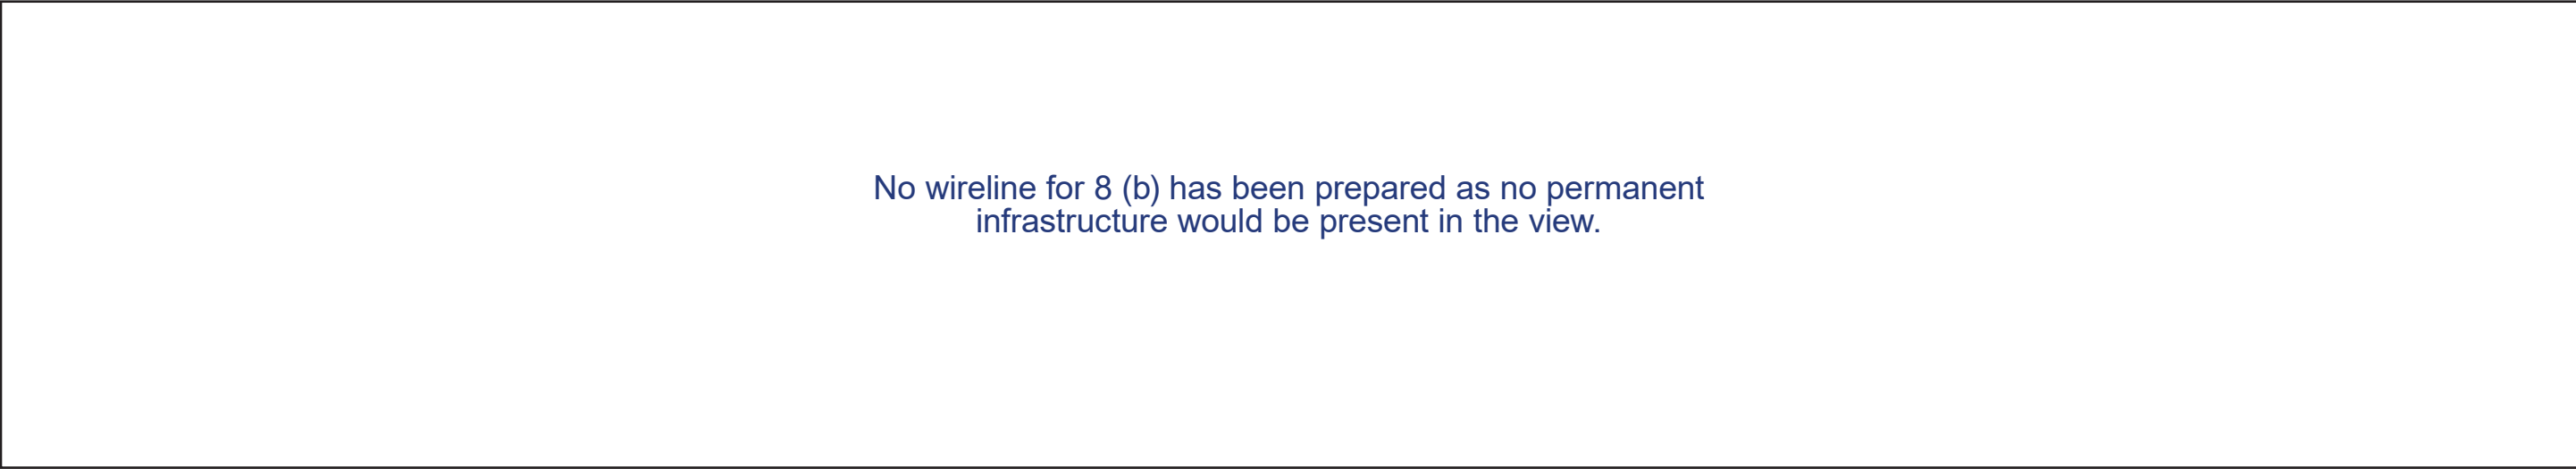 No wireline for 8 (b) has been prepared as no permanent
infrastructure would be present in the view.